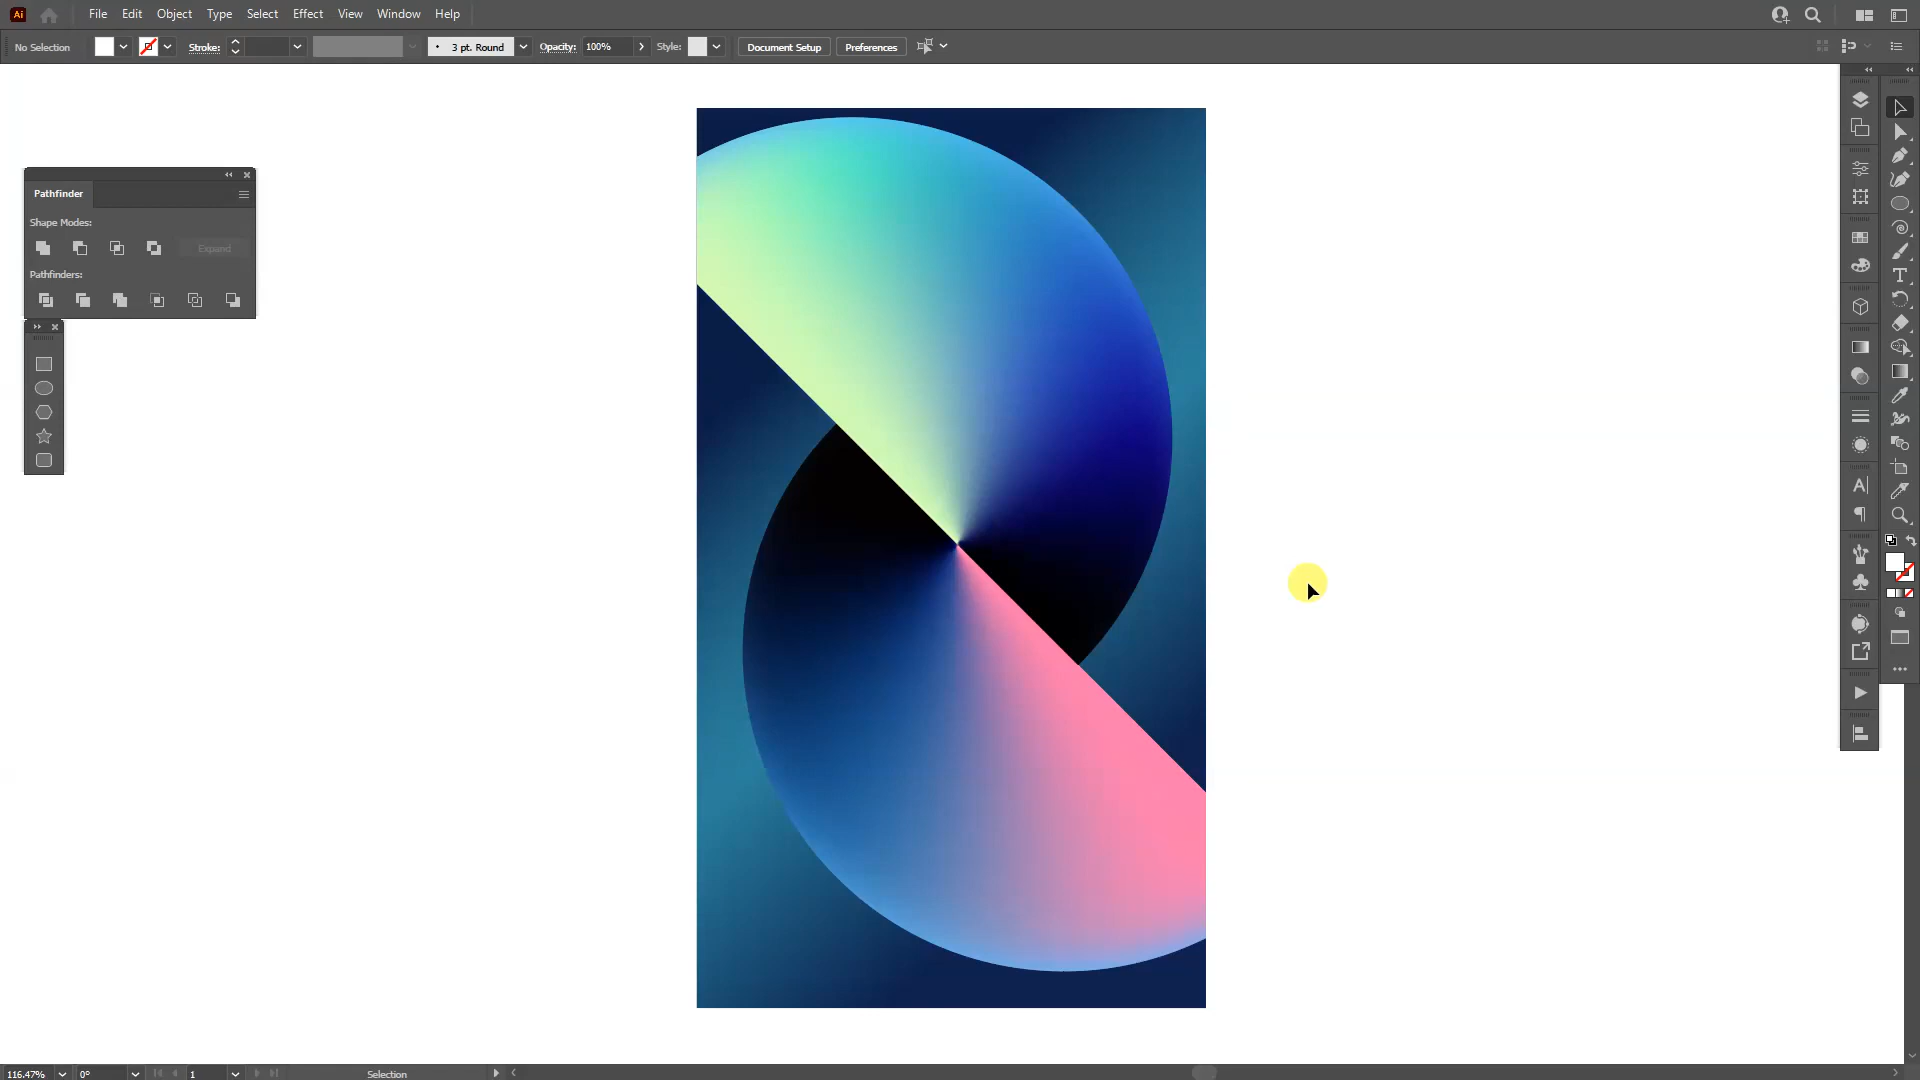 Ai File Edit Object Type Select Effect View Window Help
No Selection Stroke: 3 pt. Round Opacity: 100% Style: Document Setup Preferences
Pathfinder
Shape Modes:
Expand
Pathfinders:
116.47% 0° 1 Selection